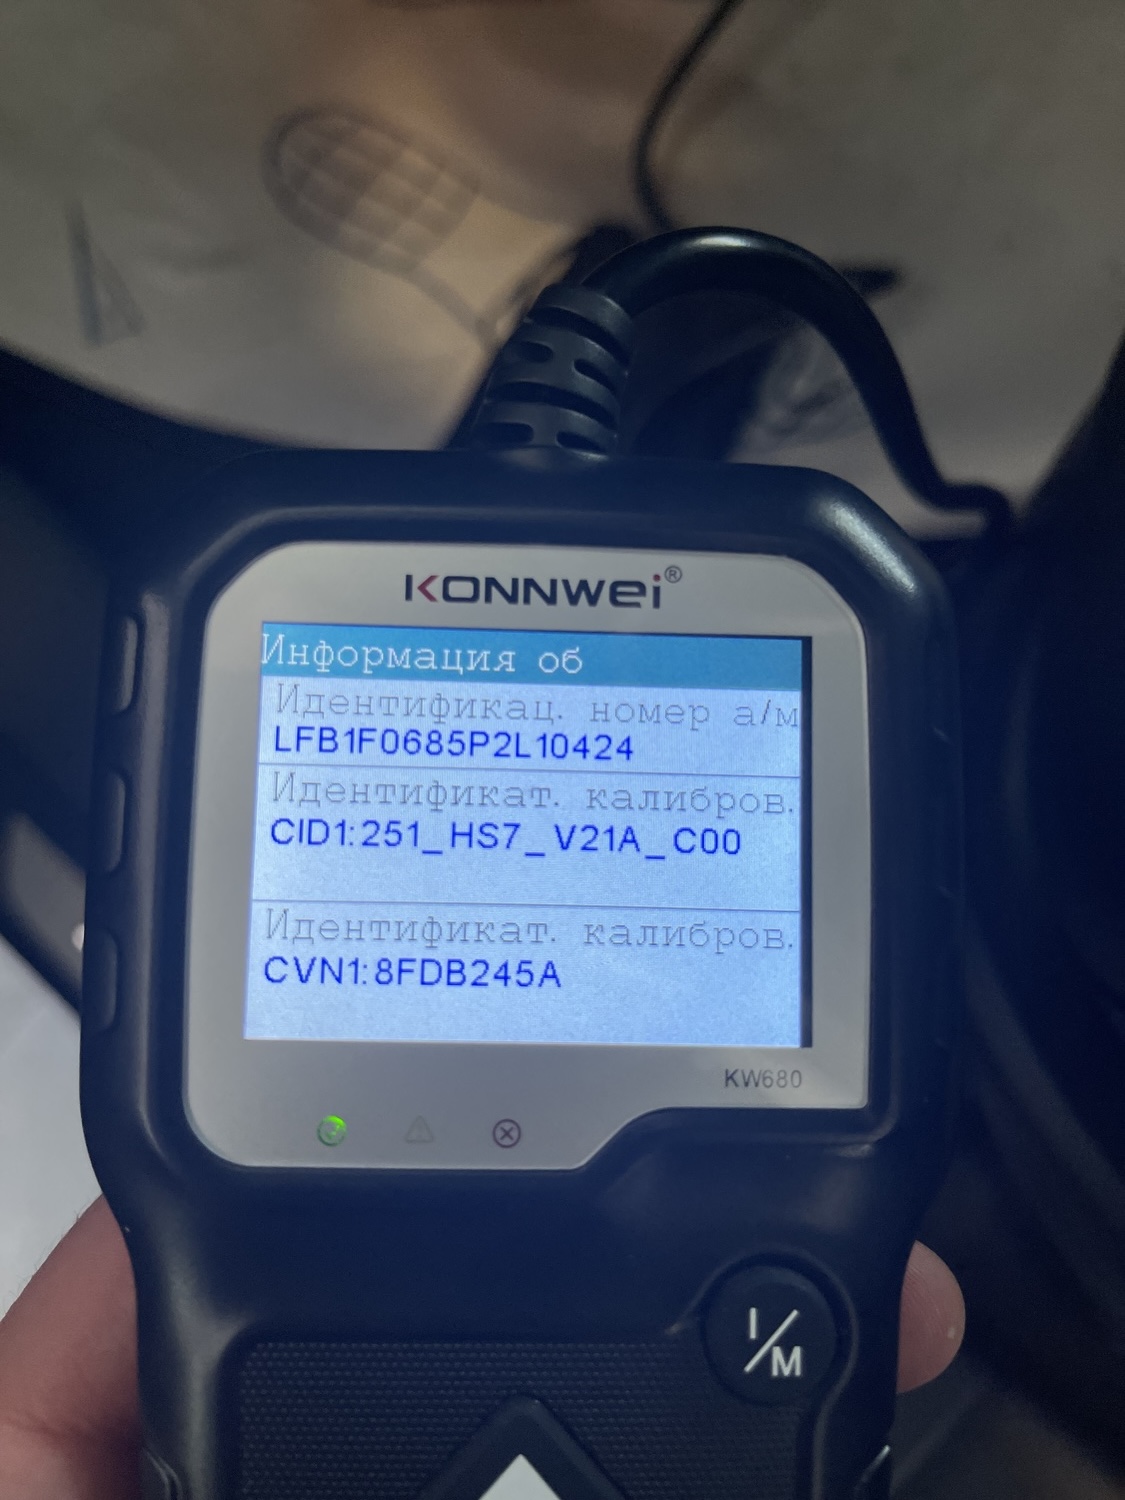 KONNWEI®
Информация об
Идентификац. номер а/м
LFB1F0685P2L10424
Идентификат. калибров.
CID1:251_HS7_V21A_C00
Идентификат. калибров.
CVN1:8FDB245A
KW680
I/M